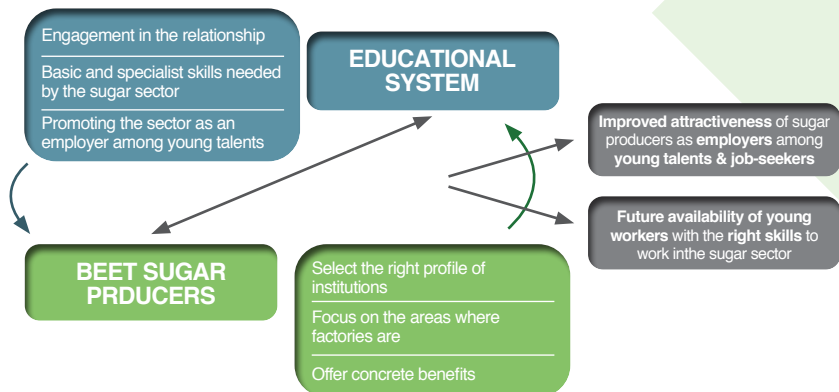 Engagement in the relationship
Basic and specialist skills needed
by the sugar sector
Promoting the sector as an
employer among young talents
EDUCATIONAL
SYSTEM
Improved attractiveness of sugar
producers as employers among
young talents & job-seekers
Future availability of young
workers with the right skills to
work inthe sugar sector
BEET SUGAR
PRDUCERS
Select the right profile of
institutions
Focus on the areas where
factories are
Offer concrete benefits